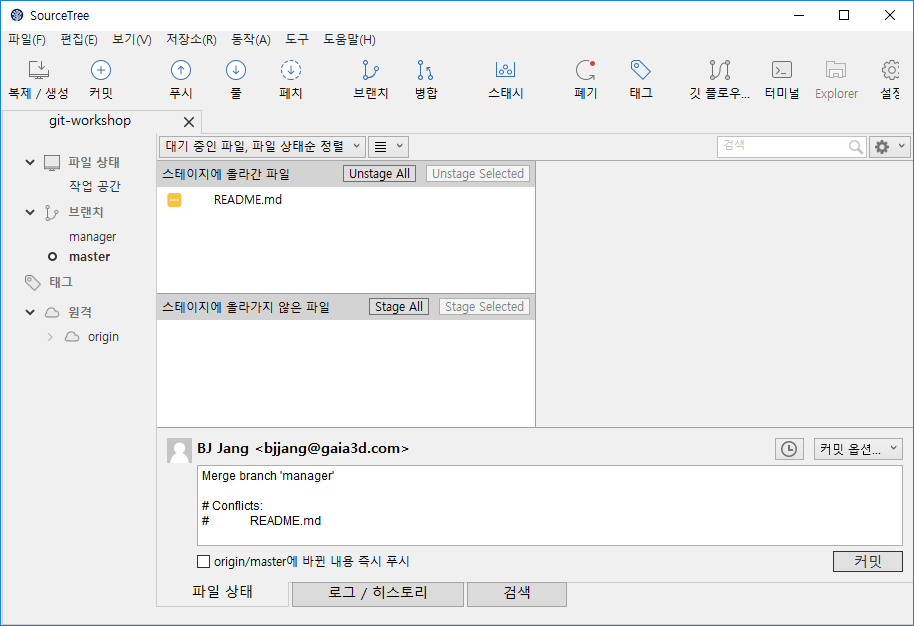 SourceTree
파일(F) 편집(E) 보기(V) 저장소(R) 동작(A) 도구 도움말(H)
복제 / 생성 커밋 푸시 풀 페치 브랜치 병합 스태시 폐기 태그 깃 플로우... 터미널 Explorer 설정
git-workshop
대기 중인 파일, 파일 상태순 정렬 검색
파일 상태
작업 공간
브랜치
manager
master
태그
원격
origin
스테이지에 올라간 파일 Unstage All Unstage Selected
README.md
스테이지에 올라가지 않은 파일 Stage All Stage Selected
BJ Jang <bjjang@gaia3d.com> 커밋 옵션...
Merge branch 'manager'
# Conflicts:
# README.md
origin/master에 바뀐 내용 즉시 푸시 커밋
파일 상태 로그 / 히스토리 검색